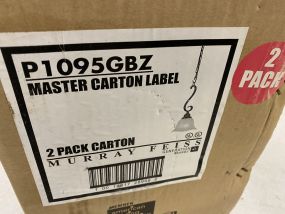 P1095GBZ
MASTER CARTON LABEL
2
PACK
2 PACK CARTON
MURRAY FEISS